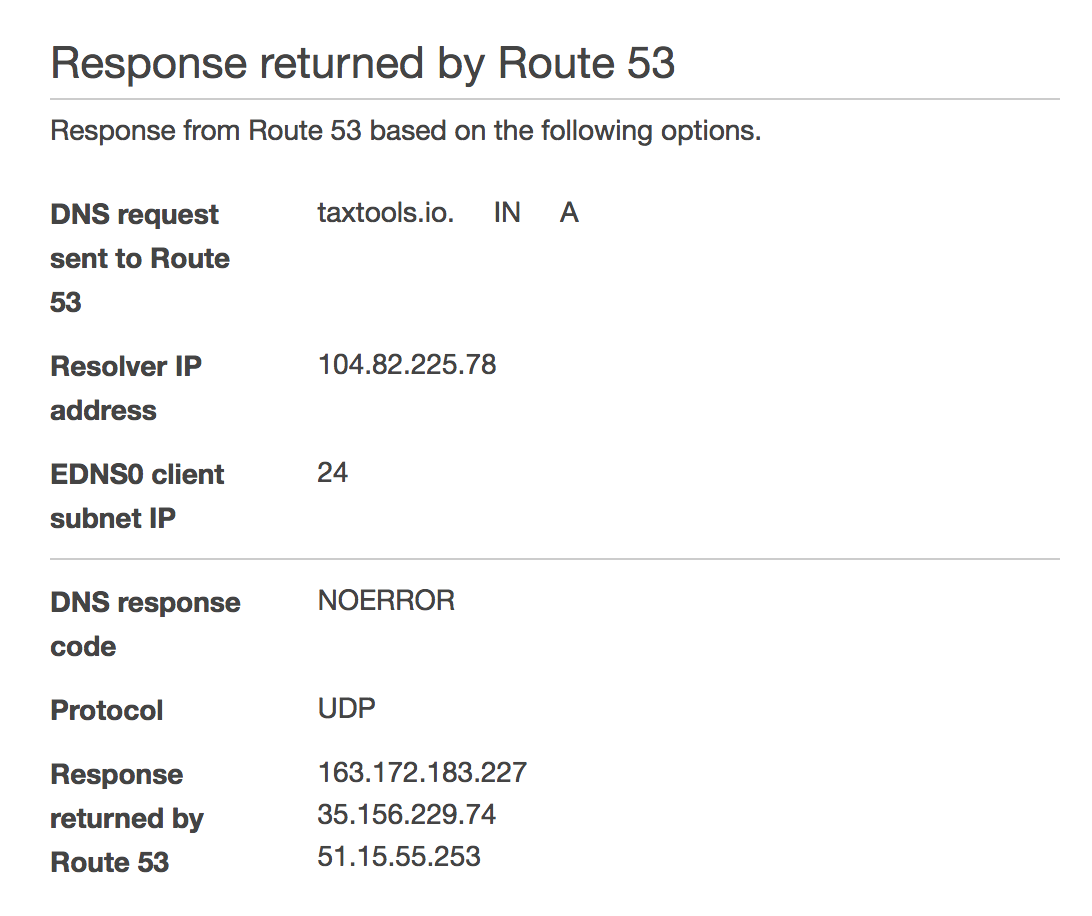 Response returned by Route 53
Response from Route 53 based on the following options.
DNS request sent to Route 53
taxtools.io. IN A
Resolver IP address
104.82.225.78
EDNS0 client subnet IP
24
DNS response code
NOERROR
Protocol
UDP
Response returned by Route 53
163.172.183.227
35.156.229.74
51.15.55.253